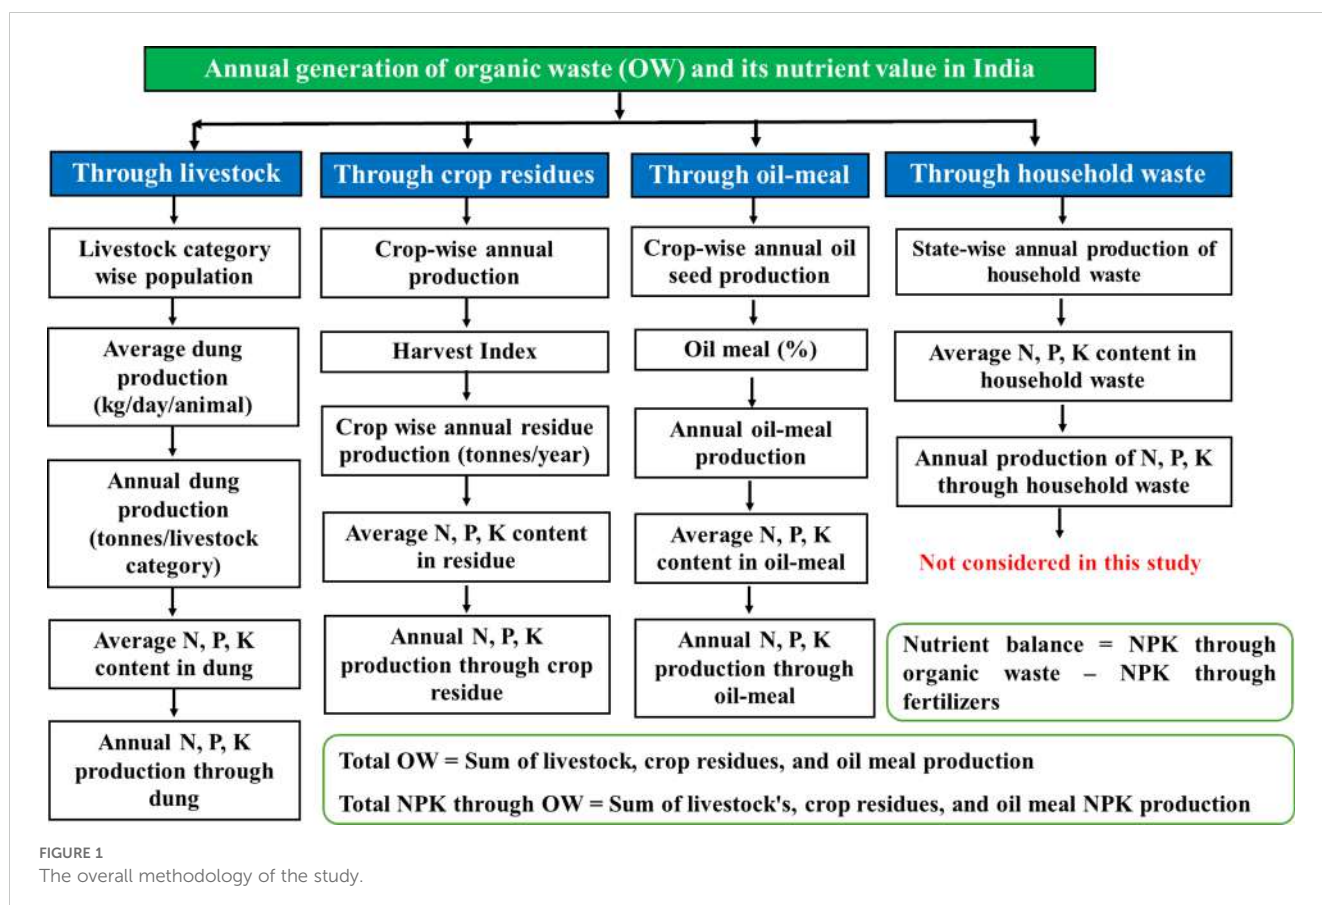 Annual generation of organic waste (OW) and its nutrient value in India
Through livestock
Livestock category
wise population
Average dung
production
(kg/day/animal)
Annual dung
production
(tonnes/livestock
category)
Average N, P, K
content in dung
Annual N, P, K
production through
dung
Through crop residues
Crop-wise annual
production
Harvest Index
Crop wise annual residue
production (tonnes/year)
Average N, P, K content
in residue
Annual N, P, K
production through crop
residue
Through oil-meal
Crop-wise annual oil
seed production
Oil meal (%)
Annual oil-meal
production
Average N, P, K
content in oil-meal
Annual N, P, K
production through
oil-meal
Through household waste
State-wise annual production of
household waste
Average N, P, K content in
household waste
Annual production of N, P, K
through household waste
Not considered in this study
Nutrient balance = NPK through
organic waste – NPK through
fertilizers
Total OW = Sum of livestock, crop residues, and oil meal production
Total NPK through OW = Sum of livestock's, crop residues, and oil meal NPK production
FIGURE 1
The overall methodology of the study.